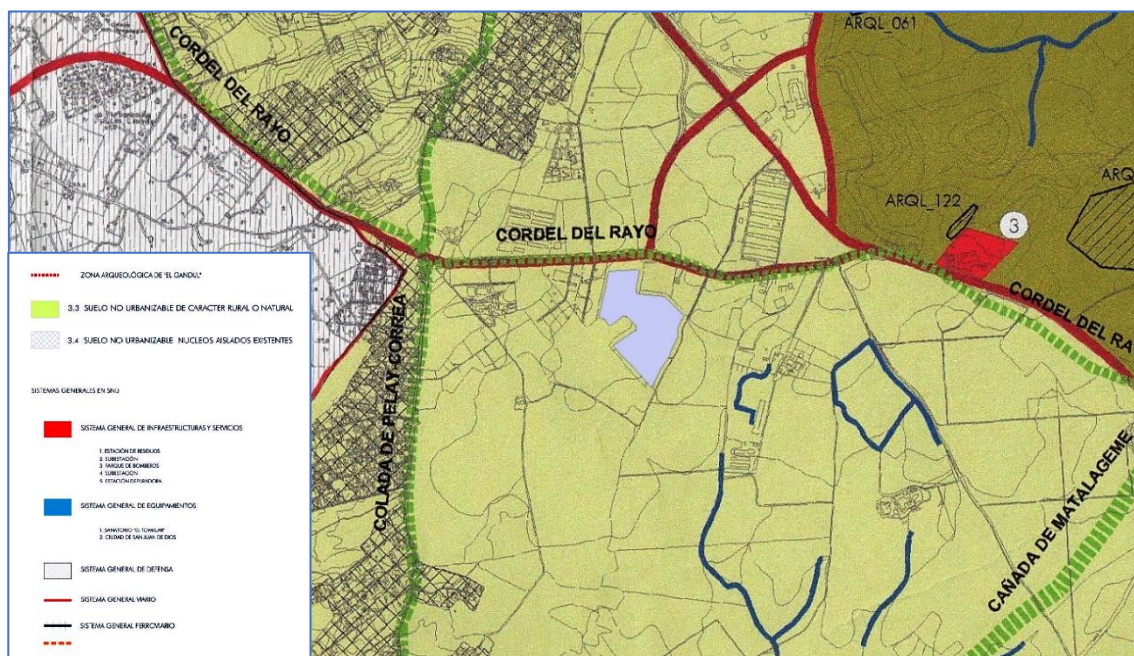 ARQL_061
CORDEL DEL RAYO
ARQ
ARQL_122
3
CORDEL DEL RAYO
CORDEL DEL RA
COLADA DE PELAY CORREA
CAÑADA DE MATALAGEME
ZONA ARQUEOLÓGICA DE "EL GANDUL"
3.3 SUELO NO URBANIZABLE DE CARACTER RURAL O NATURAL
3.4 SUELO NO URBANIZABLE NUCLEOS AISLADOS EXISTENTES
SISTEMAS GENERALES EN SNU
SISTEMA GENERAL DE INFRAESTRUCTURAS Y SERVICIOS
1. ESTACIÓN DE RESIDUOS
2. SUBESTACIÓN
3. PARQUE DE BOMBEROS
4. SUBESTACION
5. ESTACIÓN DEPURADORA
SISTEMA GENERAL DE EQUIPAMIENTOS
1. SANATORIO "EL TOMILLAR"
2. CIUDAD DE SAN JUAN DE DIOS
SISTEMA GENERAL DE DEFENSA
SISTEMA GENERAL VIARIO
SISTEMA GENERAL FERROVIARIO